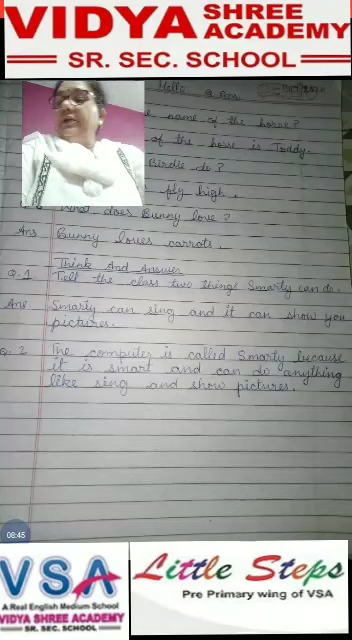 VIDYA SHREE ACADEMY
SR. SEC. SCHOOL
Hello
name of the horse?
of the horse is Toddy.
Birdie do?
fly high.
What does Bunny love?
Ans Bunny loves carrots.
Think And Answer
Q.1 Tell the class two things Smarty can do.
Ans Smarty can sing and it can show you
pictures.
Q.2 The computer is called Smarty because
it is smart and can do anything
like sing and show pictures.
08:45
VSA
A Real English Medium School
VIDYA SHREE ACADEMY
SR. SEC. SCHOOL
Little Steps
Pre Primary wing of VSA